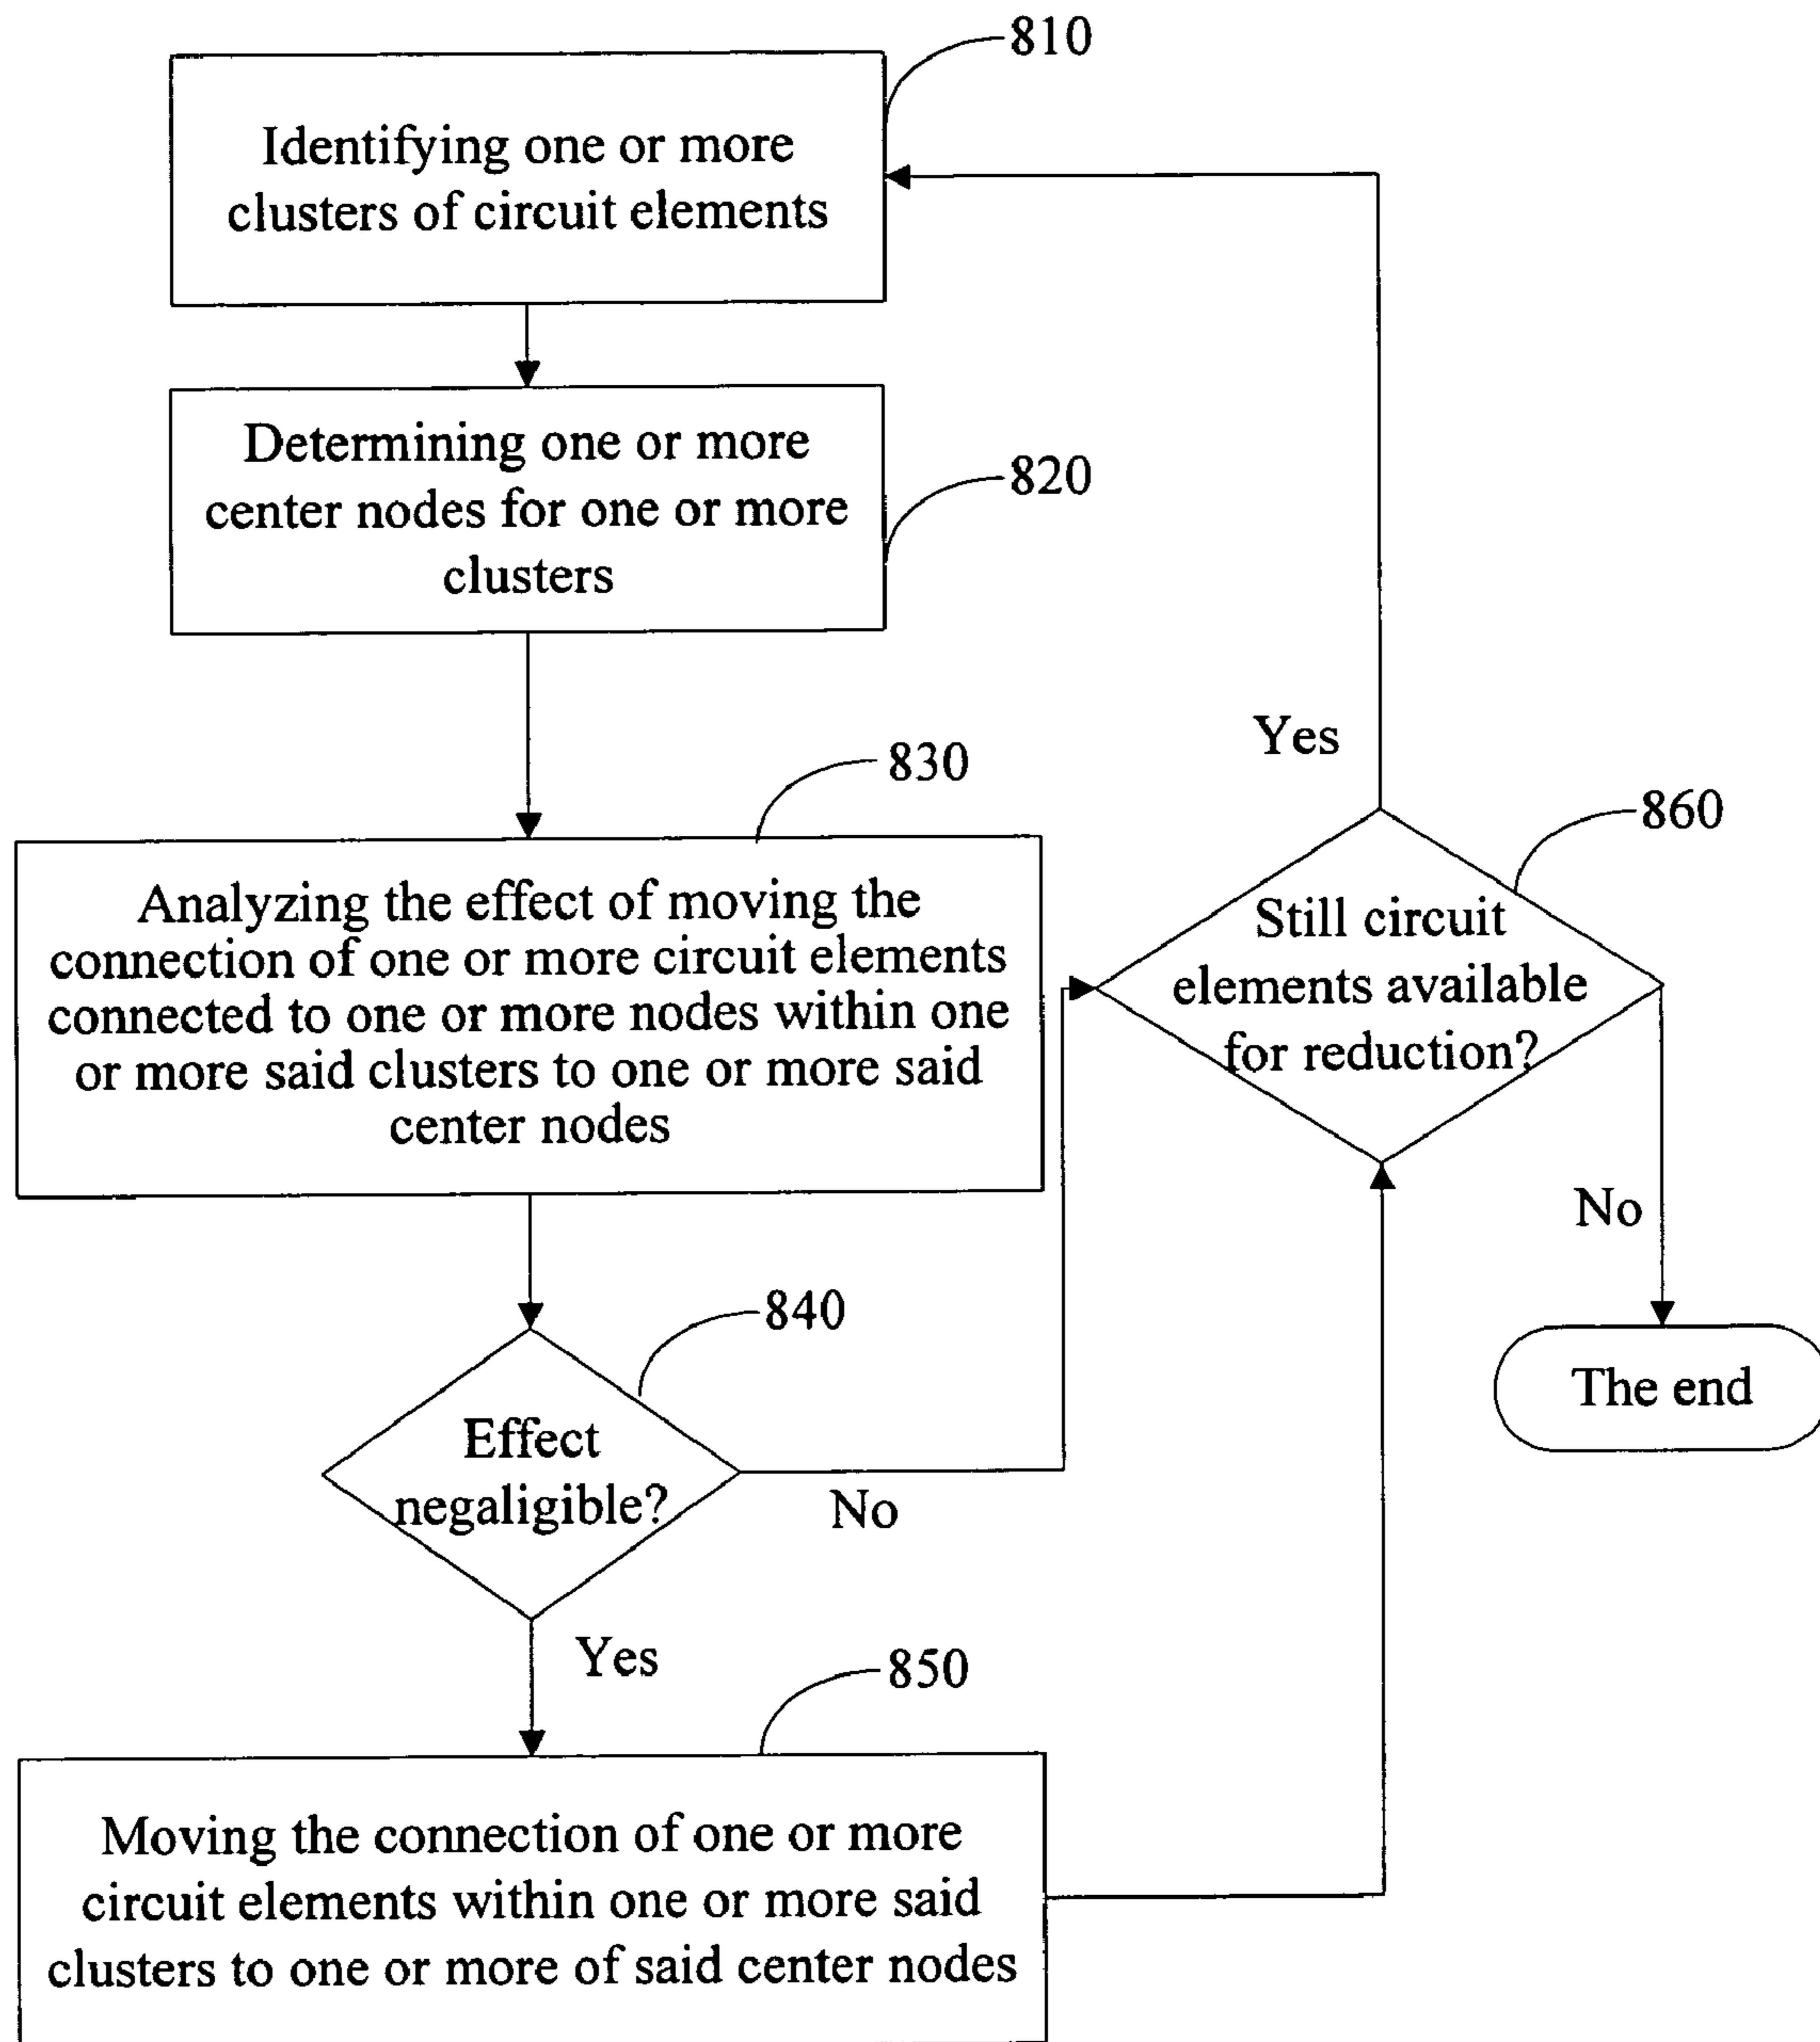 810
Identifying one or more
clusters of circuit elements
Determining one or more
center nodes for one or more
clusters
820
830
Analyzing the effect of moving the
connection of one or more circuit elements
connected to one or more nodes within one
or more said clusters to one or more said
center nodes
840
Effect
negaligible?
No
Yes
850
Moving the connection of one or more
circuit elements within one or more said
clusters to one or more of said center nodes
Yes
860
Still circuit
elements available
for reduction?
No
The end